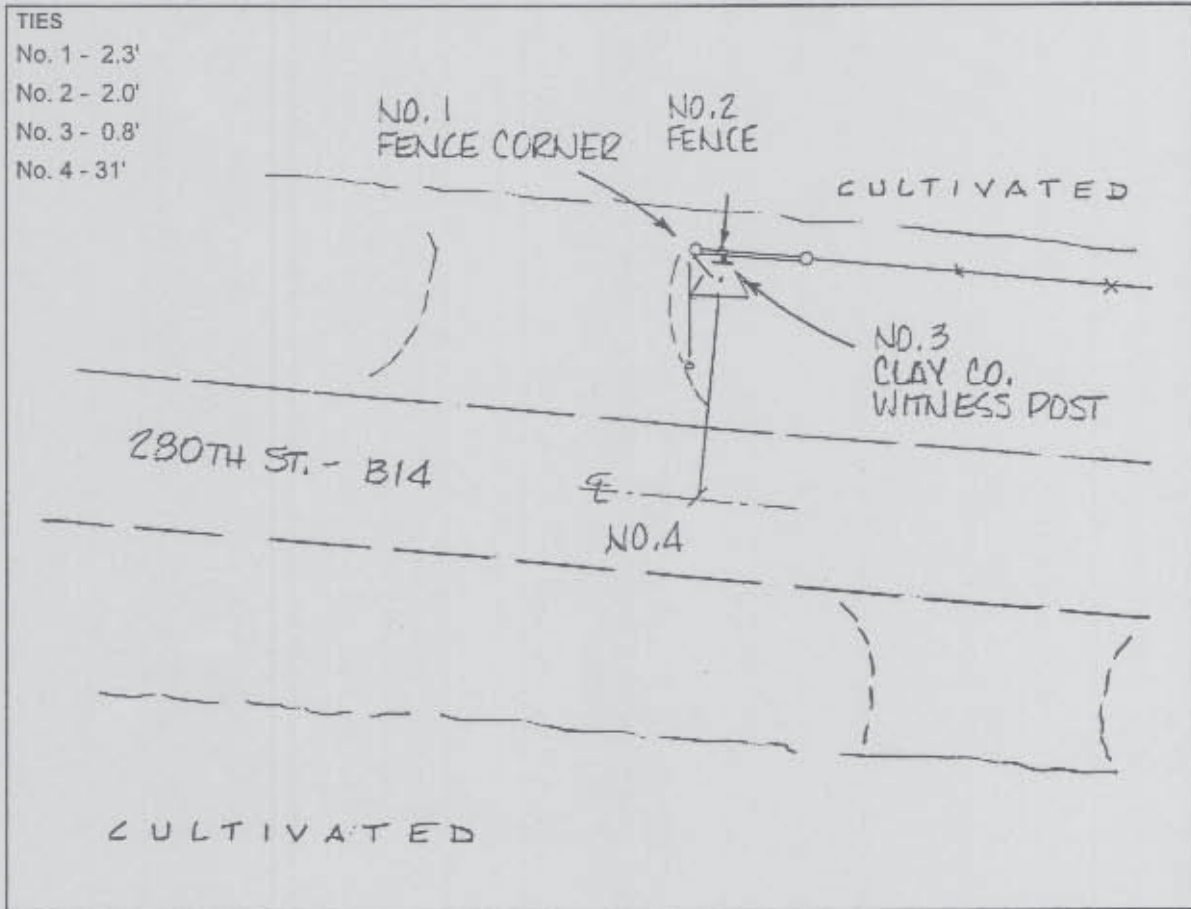 TIES
No. 1 - 2.3'
No. 2 - 2.0'
No. 3 - 0.8'
No. 4 - 31'
NO. 1
FENCE CORNER
NO. 2
FENCE
CULTIVATED
NO. 3
CLAY CO.
WITNESS POST
230TH ST. - B14
℄
NO. 4
CULTIVATED